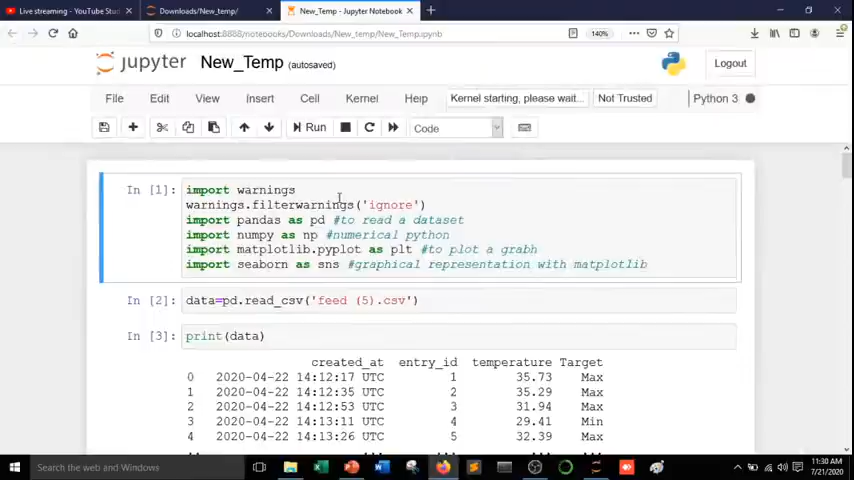 Live streaming - YouTube Stud
Downloads/New_temp/
New_Temp - Jupyter Notebook
localhost:8888/notebooks/Downloads/New_temp/New_Temp.ipynb
140%
jupyter New_Temp (autosaved)
Logout
File Edit View Insert Cell Kernel Help
Kernel starting, please wait...
Not Trusted
Python 3
Run
Code
In [1]: import warnings
warnings.filterwarnings('ignore')
import pandas as pd #to read a dataset
import numpy as np #numerical python
import matplotlib.pyplot as plt #to plot a grabh
import seaborn as sns #graphical representation with matplotlib
In [2]: data=pd.read_csv('feed (5).csv')
In [3]: print(data)
created_at entry_id temperature Target
0 2020-04-22 14:12:17 UTC 1 35.73 Max
1 2020-04-22 14:12:35 UTC 2 35.29 Max
2 2020-04-22 14:12:53 UTC 3 31.94 Max
3 2020-04-22 14:13:11 UTC 4 29.41 Min
4 2020-04-22 14:13:26 UTC 5 32.39 Max
.. ... ... ... ...
Search the web and Windows
11:30 AM
7/21/2020